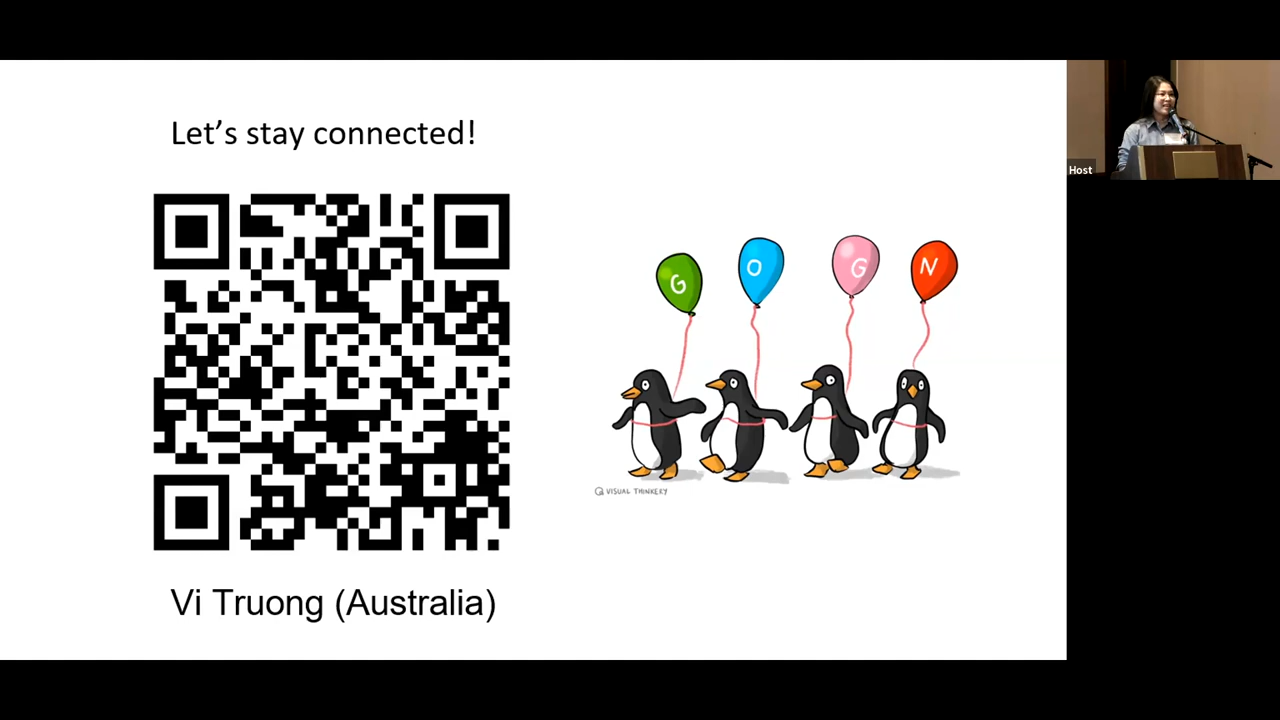 Let's stay connected!
G O G N
VISUAL THINKERY
Vi Truong (Australia)
Host